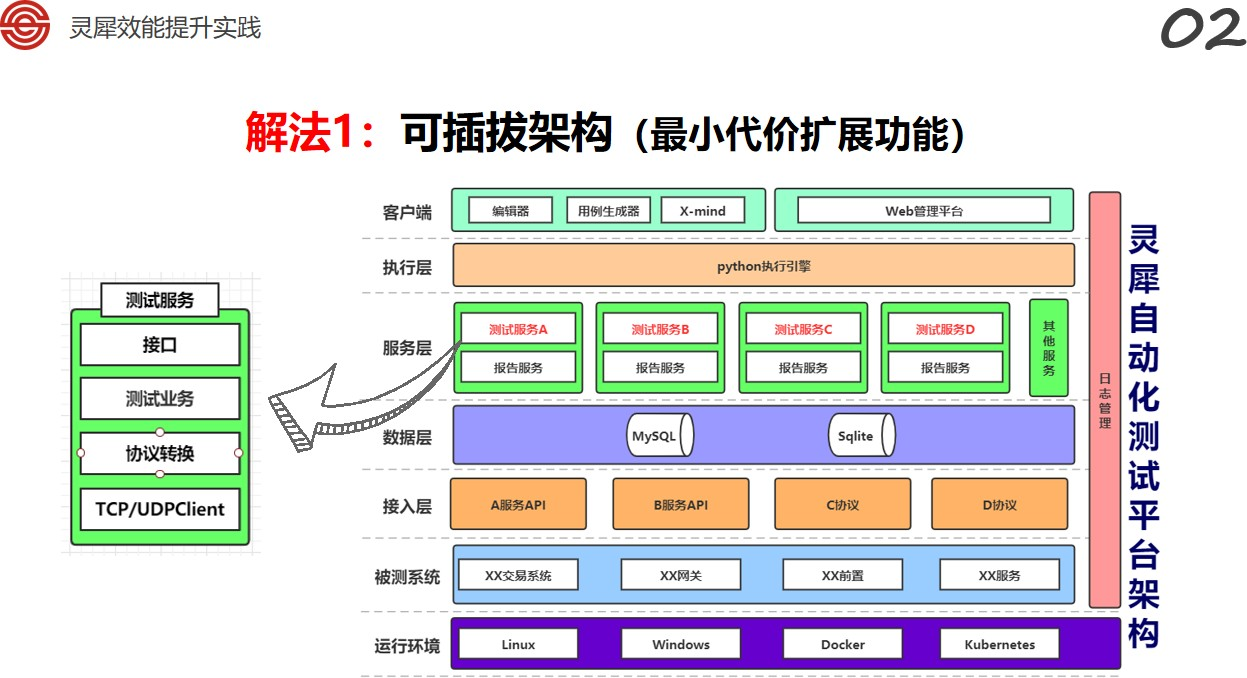 灵犀效能提升实践
02
解法1：可插拔架构（最小代价扩展功能）
测试服务
接口
测试业务
协议转换
TCP/UDPClient
客户端
编辑器
用例生成器
X-mind
Web管理平台
执行层
python执行引擎
服务层
测试服务A
报告服务
测试服务B
报告服务
测试服务C
报告服务
测试服务D
报告服务
其他服务
数据层
MySQL
Sqlite
接入层
A服务API
B服务API
C协议
D协议
被测系统
XX交易系统
XX网关
XX前置
XX服务
运行环境
Linux
Windows
Docker
Kubernetes
日志管理
灵犀自动化测试平台架构